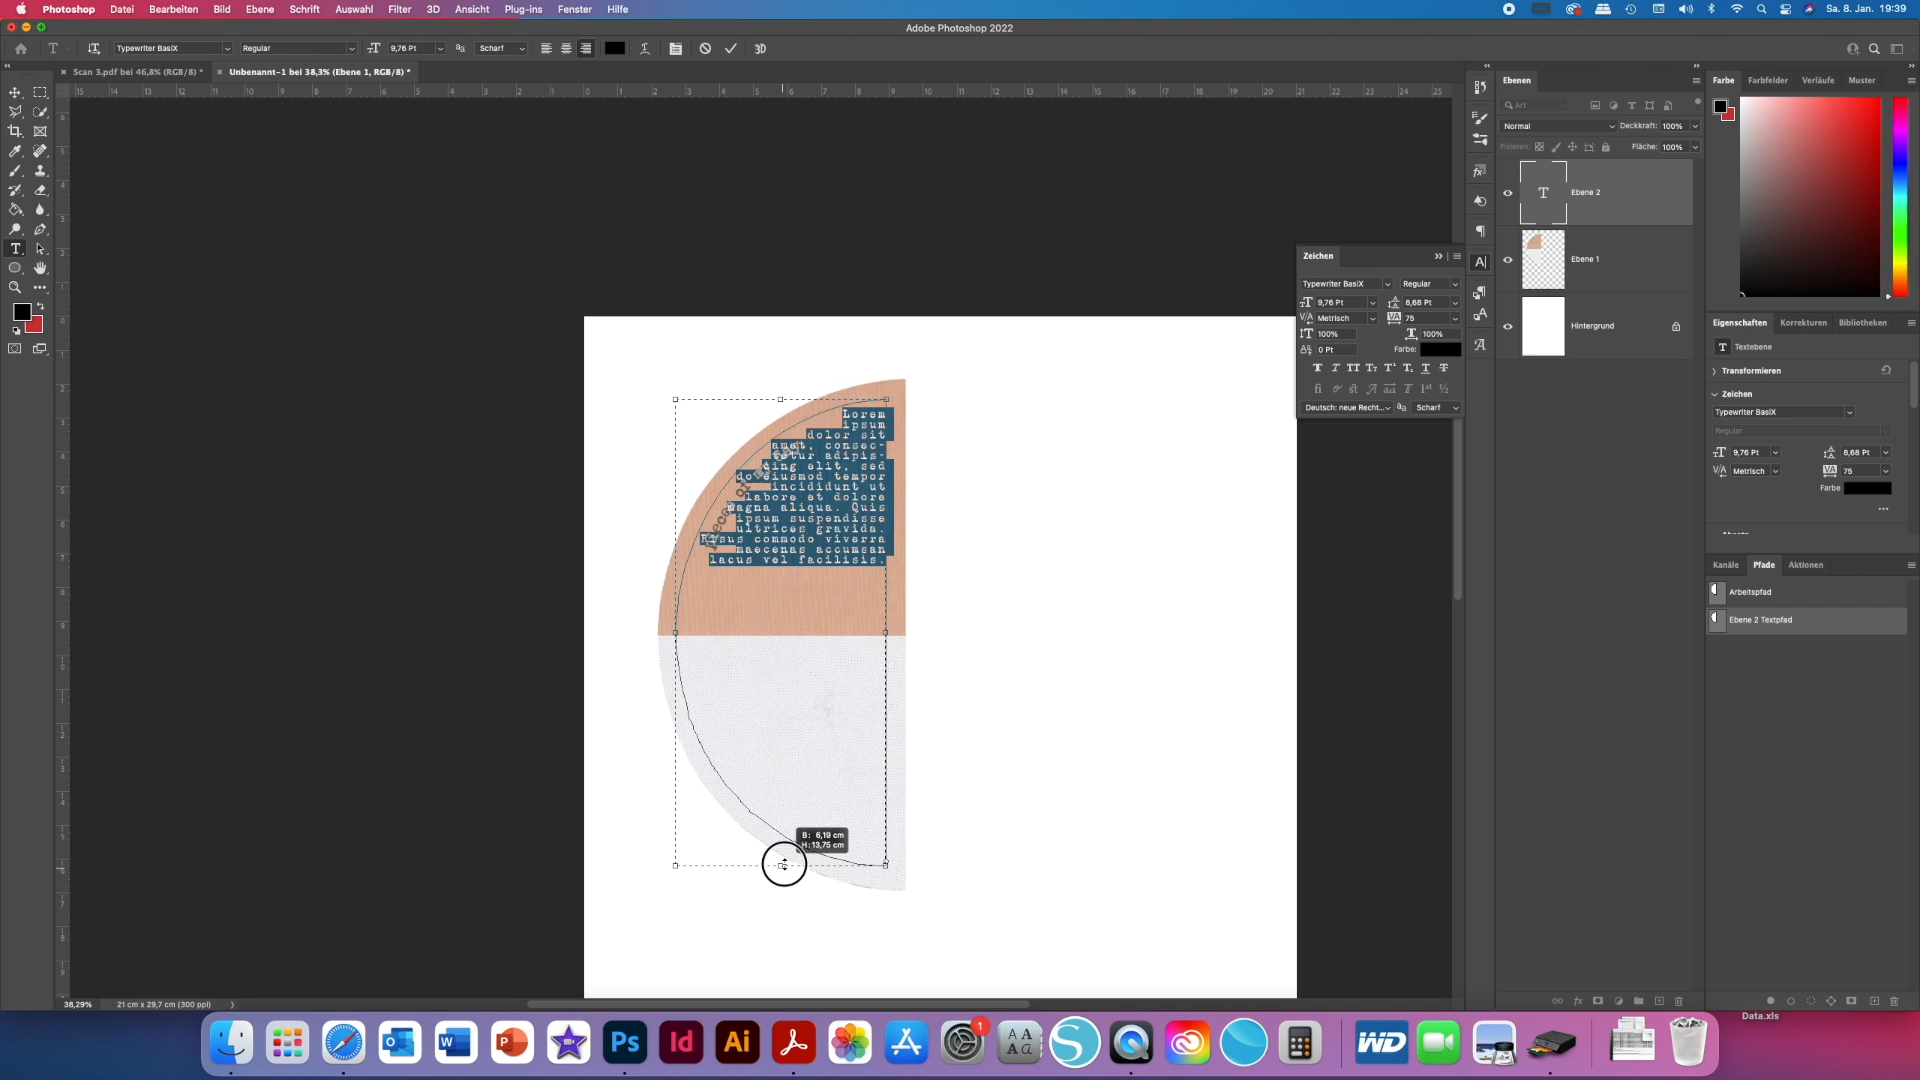 Photoshop Datei Bearbeiten Bild Ebene Schrift Auswahl Filter 3D Ansicht Plug-ins Fenster Hilfe
Sa. 8. Jan. 19:39
Adobe Photoshop 2022
Typewriter BasiX Regular 9,76 Pt Scharf 3D
Scan 3.pdf bei 46,8% (RGB/8) *
Unbenannt-1 bei 38,3% (Ebene 1, RGB/8) *
Lorem
ipsum
dolor sit
amet, consec-
tetur adipis-
cing elit, sed
do eiusmod tempor
incididunt ut
labore et dolore
magna aliqua. Quis
ipsum suspendisse
ultrices gravida.
Risus commodo viverra
maecenas accumsan
lacus vel facilisis.
B: 6,19 cm
H: 13,75 cm
38,29% 21 cm x 29,7 cm (300 ppi)
Zeichen
Typewriter BasiX Regular
9,76 Pt 8,68 Pt
Metrisch 75
100% 100%
0 Pt Farbe:
Deutsch: neue Recht... Scharf
Ebenen
Art
Normal Deckkraft: 100%
Fixieren: Fläche: 100%
Ebene 2
Ebene 1
Hintergrund
Farbe Farbfelder Verläufe Muster
Eigenschaften Korrekturen Bibliotheken
Textebene
Transformieren
Zeichen
Typewriter BasiX
Regular
9,76 Pt 8,68 Pt
Metrisch 75
Farbe
Kanäle Pfade Aktionen
Arbeitspfad
Ebene 2 Textpfad
Data.xls
Ps Id Ai
WD
1